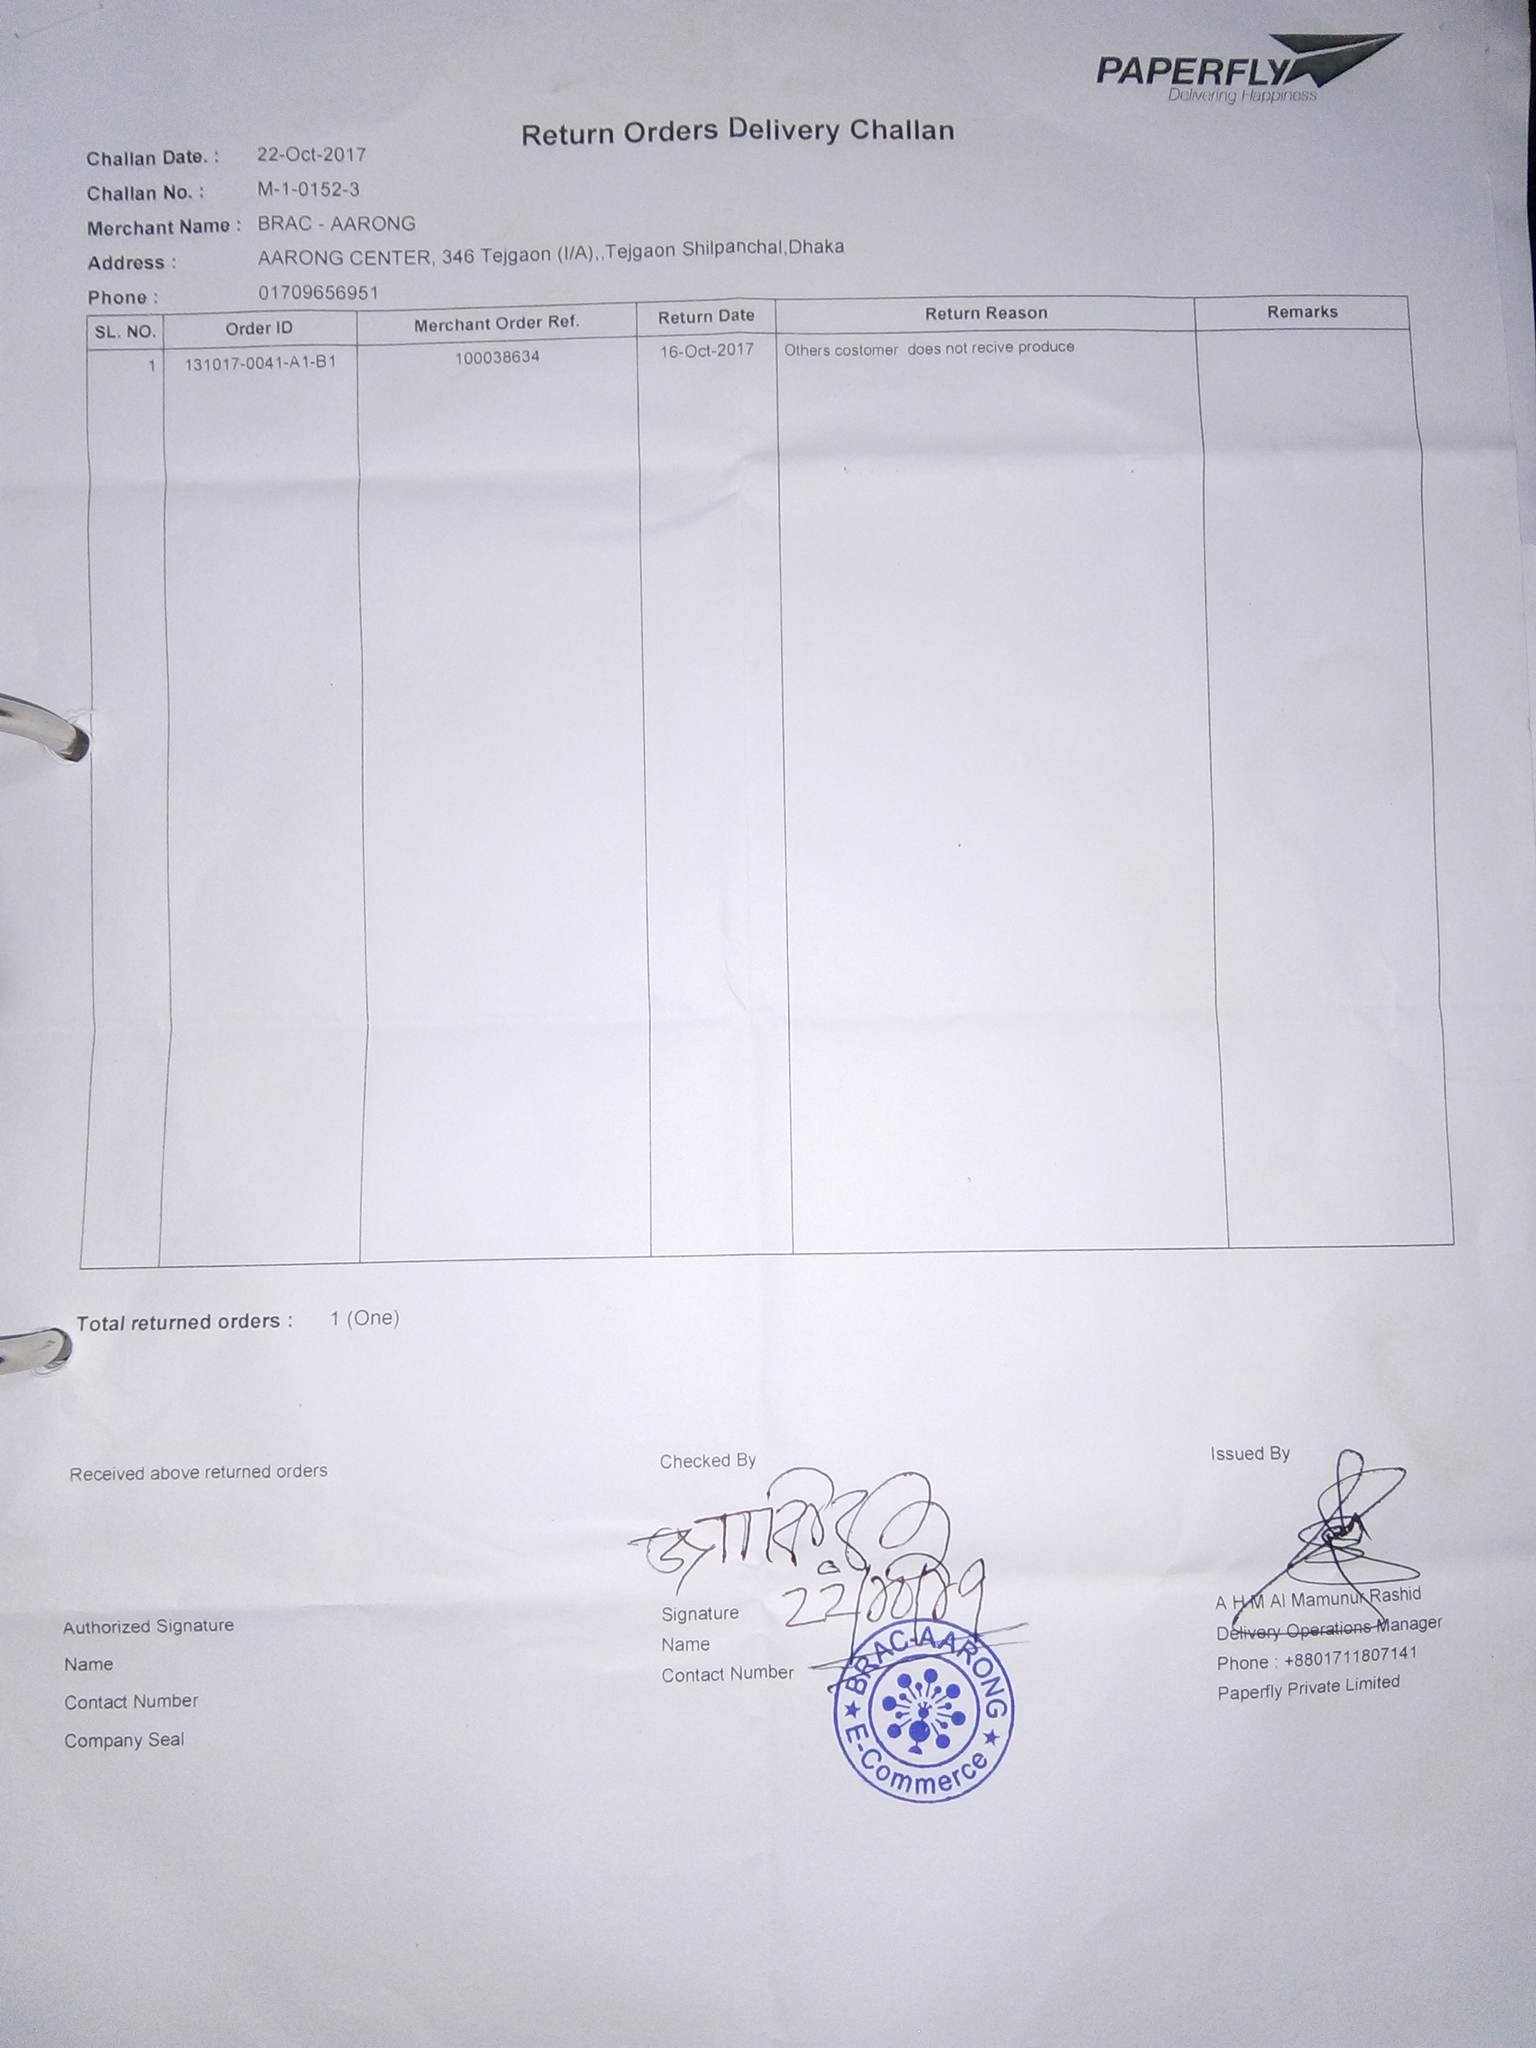 PAPERFLY
Delivering Happiness
Return Orders Delivery Challan
Challan Date. : 22-Oct-2017
Challan No. : M-1-0152-3
Merchant Name : BRAC - AARONG
Address : AARONG CENTER, 346 Tejgaon (I/A),,Tejgaon Shilpanchal,Dhaka
Phone : 01709656951
SL. NO. Order ID Merchant Order Ref. Return Date Return Reason Remarks
1 131017-0041-A1-B1 100038634 16-Oct-2017 Others costomer does not recive produce
Total returned orders : 1 (One)
Received above returned orders
Authorized Signature
Name
Contact Number
Company Seal
Checked By
Signature
Name
Contact Number
BRAC-AARONG
E-Commerce
Issued By
A H M Al Mamunur Rashid
Delivery Operations Manager
Phone : +8801711807141
Paperfly Private Limited